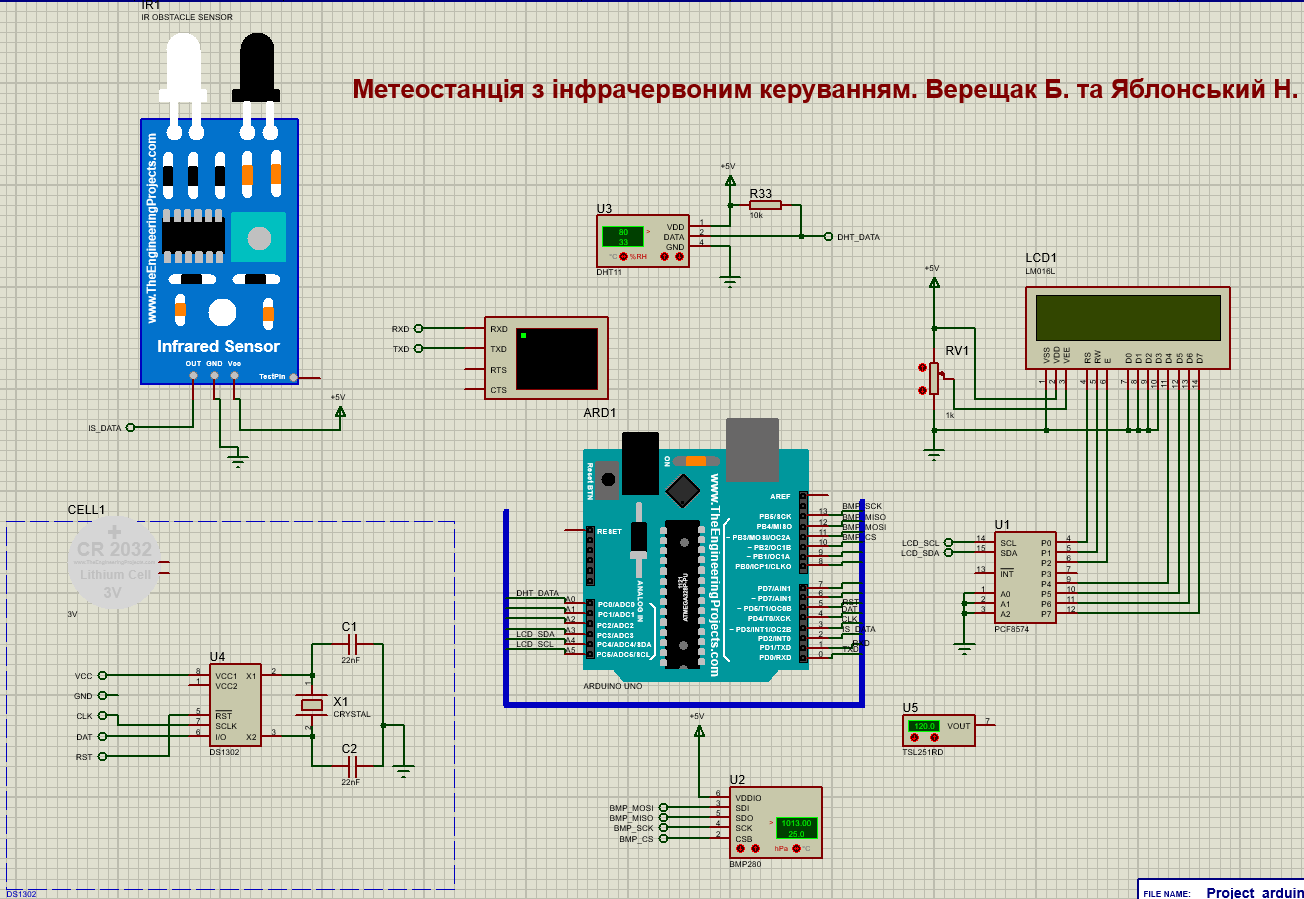 IR1
IR OBSTACLE SENSOR
Метеостанція з інфрачервоним керуванням. Верещак Б. та Яблонський Н.
www.TheEngineeringProjects.com
Infrared Sensor
OUT GND Vcc
TestPin
IS_DATA
+5V
+5V
R33
10k
U3
80
33
°C %RH
VDD 1
DATA 2
GND 4
DHT11
DHT_DATA
RXD
TXD
RXD
TXD
RTS
CTS
LCD1
LM016L
+5V
RV1
1k
VSS VDD VEE RS RW E D0 D1 D2 D3 D4 D5 D6 D7
1 2 3 4 5 6 7 8 9 10 11 12 13 14
ARD1
Reset BTN
ON
www.TheEngineeringProjects.com
ANALOG IN
ATMEGA328P-PU
1121
RESET
AREF
PB5/SCK 13
PB4/MISO 12
~ PB3/MOSI/OC2A 11
~ PB2/OC1B 10
~ PB1/OC1A 9
PB0/ICP1/CLKO 8
PD7/AIN1 7
~ PD6/AIN0 6
~ PD5/T1/OC0B 5
PD4/T0/XCK 4
~ PD3/INT1/OC2B 3
PD2/INT0 2
PD1/TXD 1
PD0/RXD 0
BMP_SCK
BMP_MISO
BMP_MOSI
BMP_CS
RST
DAT
CLK
IS_DATA
RXD
TXD
DHT_DATA
LCD_SDA
LCD_SCL
A0 PC0/ADC0
A1 PC1/ADC1
A2 PC2/ADC2
A3 PC3/ADC3
A4 PC4/ADC4/SDA
A5 PC5/ADC5/SCL
ARDUINO UNO
U1
LCD_SCL
LCD_SDA
14 SCL
15 SDA
13 INT
1 A0
2 A1
3 A2
P0 4
P1 5
P2 6
P3 7
P4 9
P5 10
P6 11
P7 12
PCF8574
CELL1
+
CR 2032
www.TheEngineeringProjects.com
Lithium Cell
3V
3V
U4
VCC
GND
CLK
DAT
RST
8 VCC1 X1 2
1 VCC2
5 RST
7 SCLK
6 I/O X2 3
DS1302
C1
22nF
X1
CRYSTAL
1
2
C2
22nF
DS1302
U5
120.0
VOUT 7
TSL251RD
+5V
U2
BMP_MOSI
BMP_MISO
BMP_SCK
BMP_CS
6 VDDIO
3 SDI
5 SDO
4 SCK
2 CSB
1013.00
25.0
hPa °C
BMP280
FILE NAME: Project_arduin